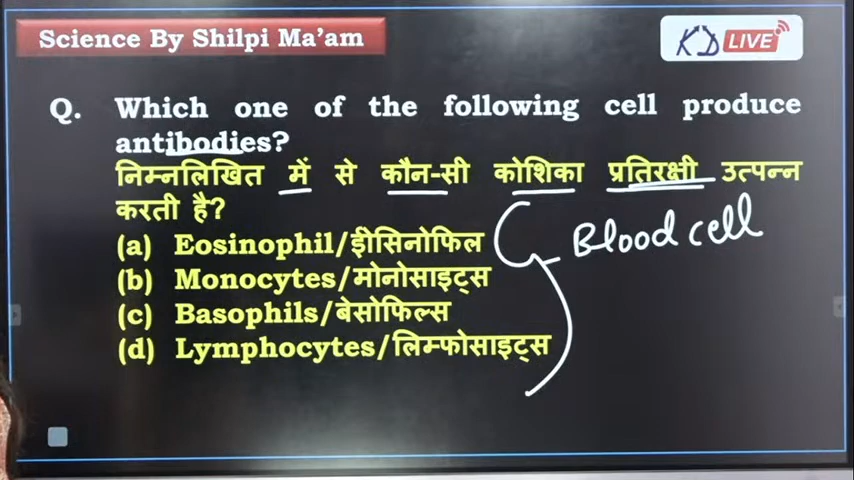 Science By Shilpi Ma'am
KD LIVE
Q. Which one of the following cell produce
antibodies?
निम्नलिखित में से कौन-सी कोशिका प्रतिरक्षी उत्पन्न
करती है?
(a) Eosinophil/ईोसिनोफिल
(b) Monocytes/मोनोसाइट्स
(c) Basophils/बेसोफिल्स
(d) Lymphocytes/लिम्फोसाइट्स
Blood cell